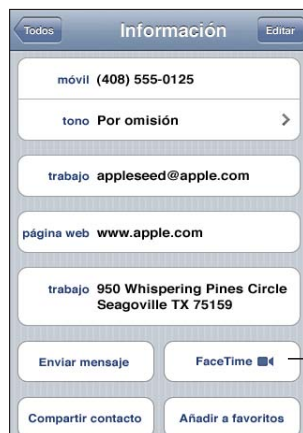 Todos Información Editar
móvil (408) 555-0125
tono Por omisión
trabajo appleseed@apple.com
página web www.apple.com
trabajo 950 Whispering Pines Circle
Seagoville TX 75159
Enviar mensaje FaceTime
Compartir contacto Añadir a favoritos